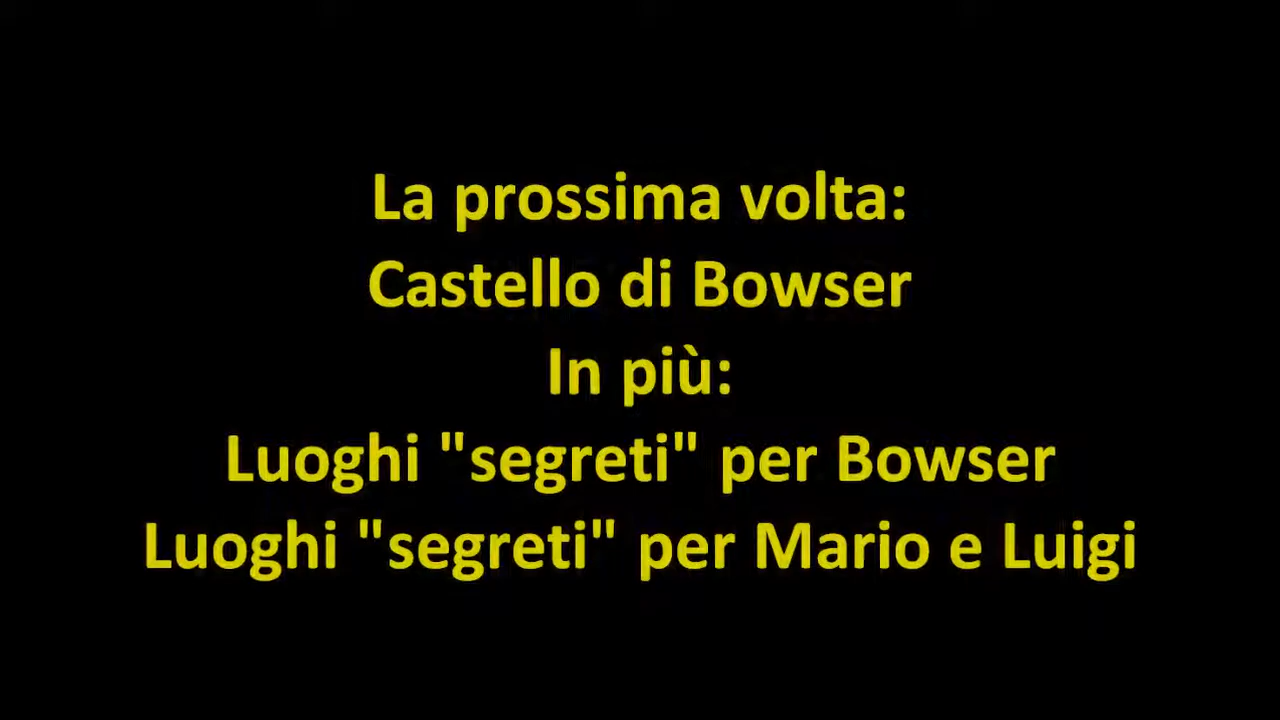 La prossima volta:
Castello di Bowser
In più:
Luoghi "segreti" per Bowser
Luoghi "segreti" per Mario e Luigi